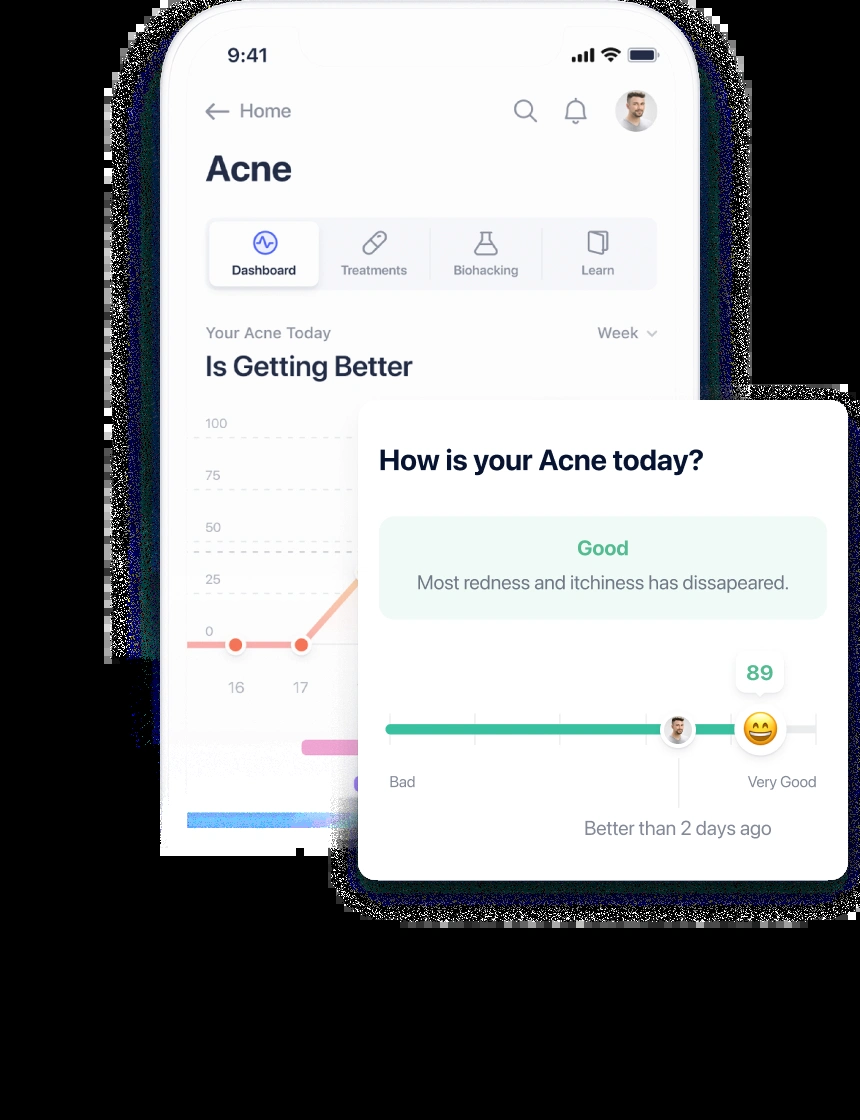 9:41
Home
Acne
Dashboard
Treatments
Biohacking
Learn
Your Acne Today
Week
Is Getting Better
100
75
50
25
0
16
17
How is your Acne today?
Good
Most redness and itchiness has dissapeared.
89
Bad
Very Good
Better than 2 days ago